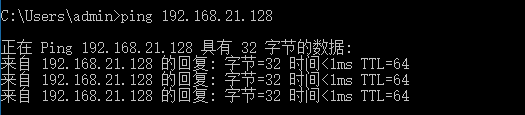 C:\Users\admin>ping 192.168.21.128
正在 Ping 192.168.21.128 具有 32 字节的数据:
来自 192.168.21.128 的回复: 字节=32 时间<1ms TTL=64
来自 192.168.21.128 的回复: 字节=32 时间<1ms TTL=64
来自 192.168.21.128 的回复: 字节=32 时间<1ms TTL=64